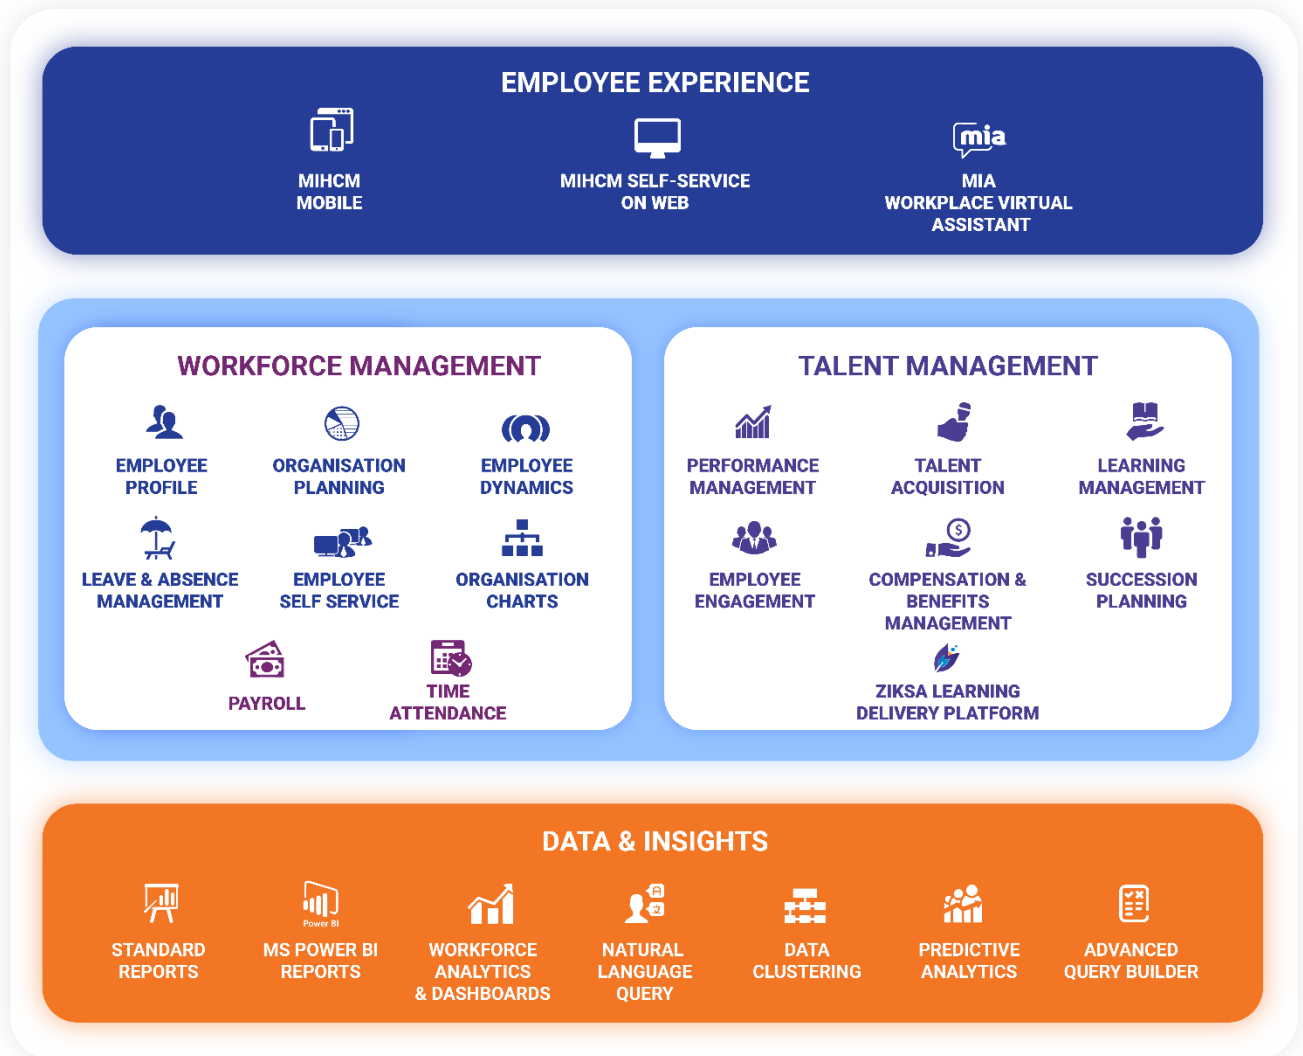 EMPLOYEE EXPERIENCE
mia
MIHCM
MOBILE
MIHCM SELF-SERVICE
ON WEB
MIA
WORKPLACE VIRTUAL
ASSISTANT
WORKFORCE MANAGEMENT
EMPLOYEE
PROFILE
ORGANISATION
PLANNING
EMPLOYEE
DYNAMICS
LEAVE & ABSENCE
MANAGEMENT
EMPLOYEE
SELF SERVICE
ORGANISATION
CHARTS
PAYROLL
TIME
ATTENDANCE
TALENT MANAGEMENT
PERFORMANCE
MANAGEMENT
TALENT
ACQUISITION
LEARNING
MANAGEMENT
EMPLOYEE
ENGAGEMENT
$
COMPENSATION &
BENEFITS
MANAGEMENT
SUCCESSION
PLANNING
ZIKSA LEARNING
DELIVERY PLATFORM
DATA & INSIGHTS
STANDARD
REPORTS
Power BI
MS POWER BI
REPORTS
WORKFORCE
ANALYTICS
& DASHBOARDS
NATURAL
LANGUAGE
QUERY
DATA
CLUSTERING
PREDICTIVE
ANALYTICS
ADVANCED
QUERY BUILDER